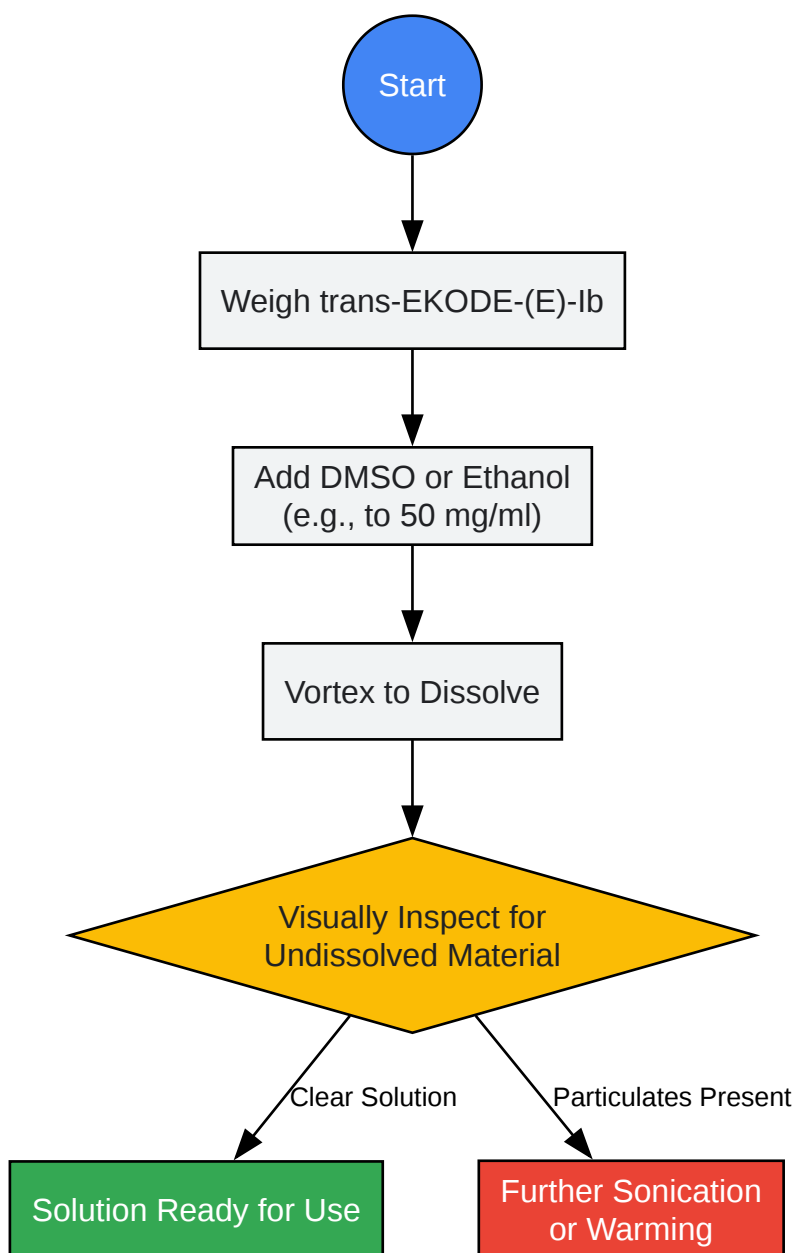 Start
Weigh trans-EKODE-(E)-Ib
Add DMSO or Ethanol
(e.g., to 50 mg/ml)
Vortex to Dissolve
Visually Inspect for
Undissolved Material
Clear Solution
Particulates Present
Solution Ready for Use
Further Sonication
or Warming